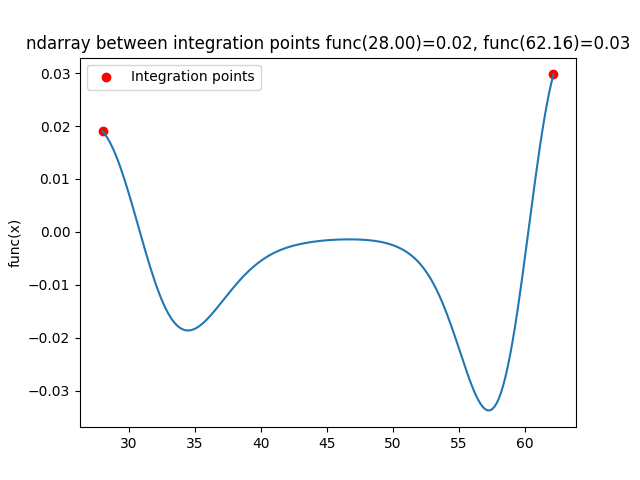 ndarray between integration points func(28.00)=0.02, func(62.16)=0.03
Integration points
0.03
0.02
0.01
0.00
−0.01
−0.02
−0.03
func(x)
30 35 40 45 50 55 60